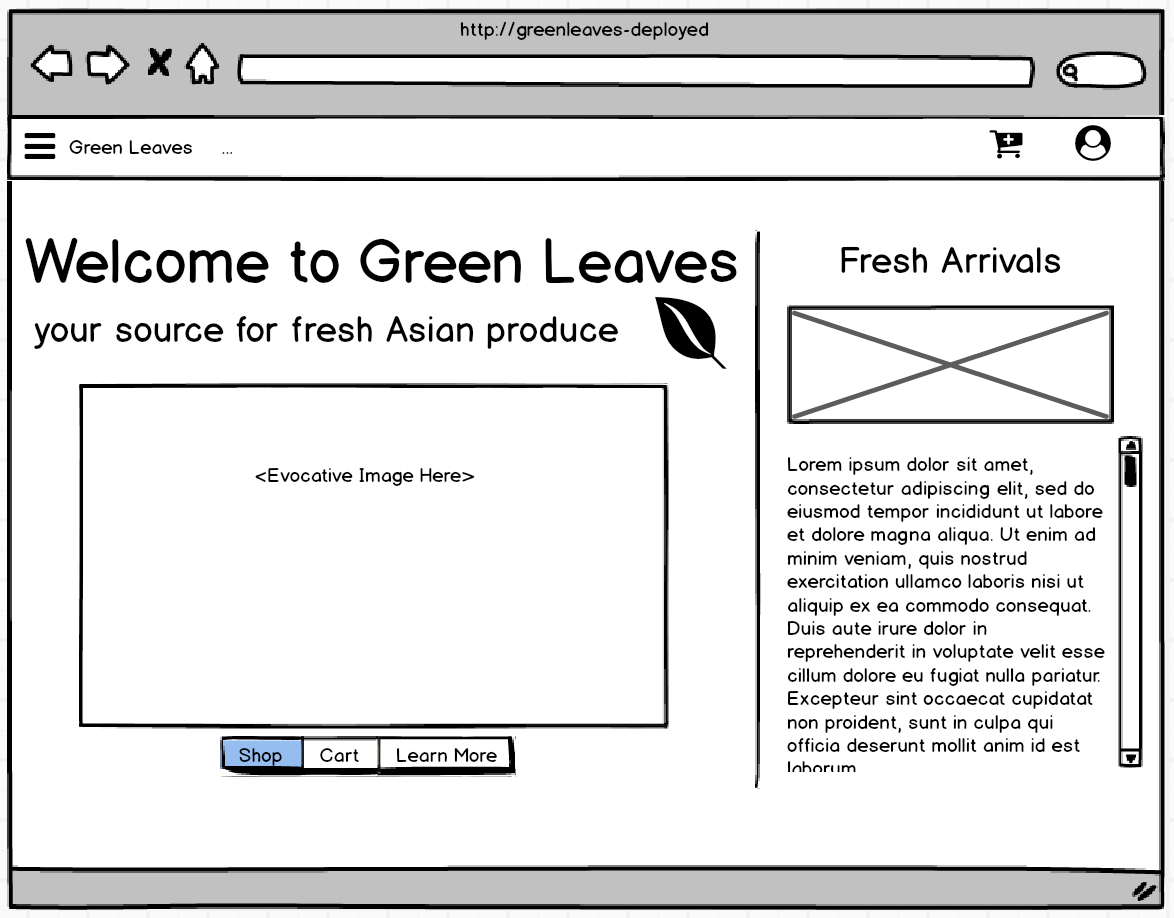 http://greenleaves-deployed
Green Leaves ...
Welcome to Green Leaves
your source for fresh Asian produce
<Evocative Image Here>
Shop Cart Learn More
Fresh Arrivals
Lorem ipsum dolor sit amet,
consectetur adipiscing elit, sed do
eiusmod tempor incididunt ut labore
et dolore magna aliqua. Ut enim ad
minim veniam, quis nostrud
exercitation ullamco laboris nisi ut
aliquip ex ea commodo consequat.
Duis aute irure dolor in
reprehenderit in voluptate velit esse
cillum dolore eu fugiat nulla pariatur.
Excepteur sint occaecat cupidatat
non proident, sunt in culpa qui
officia deserunt mollit anim id est
laborum